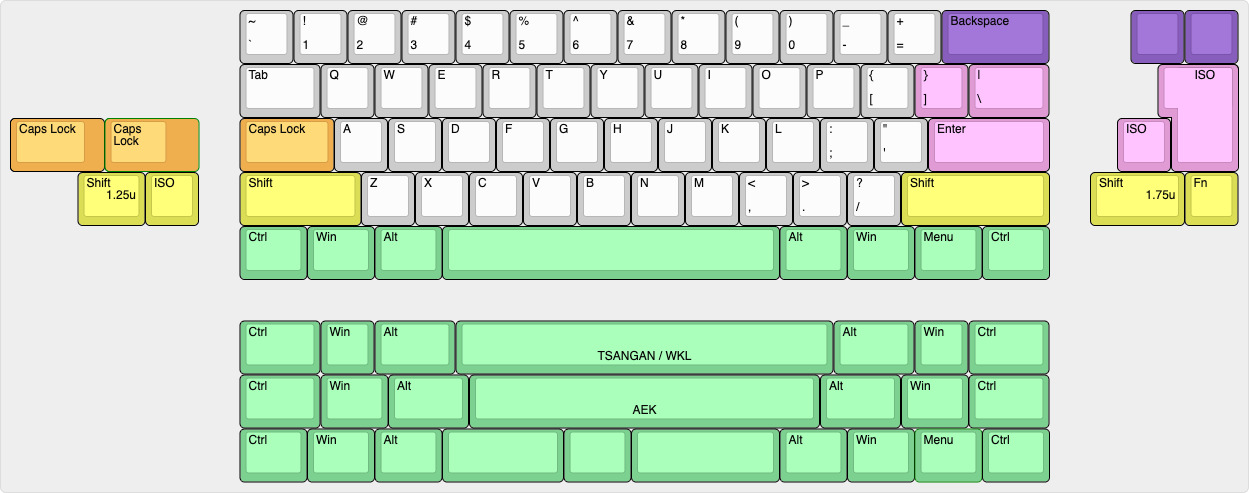 ~ ! @ # $ % ^ & * ( ) _ + Backspace
` 1 2 3 4 5 6 7 8 9 0 - =
Tab Q W E R T Y U I O P { } | ISO
[ ] \
Caps Lock Caps Lock Caps Lock A S D F G H J K L : " Enter ISO
; '
Shift ISO Shift Z X C V B N M < > ? Shift Shift Fn
1.25u , . / 1.75u
Ctrl Win Alt Alt Win Menu Ctrl
Ctrl Win Alt Alt Win Ctrl
TSANGAN / WKL
Ctrl Win Alt Alt Win Ctrl
AEK
Ctrl Win Alt Alt Win Menu Ctrl